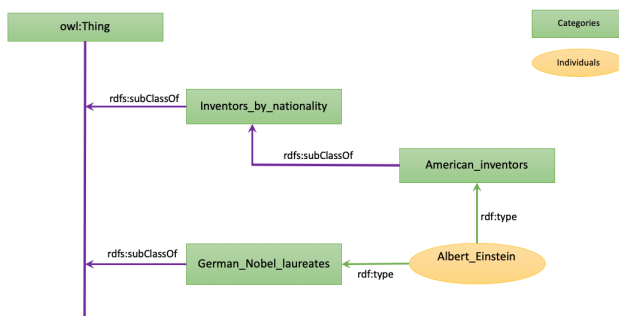 owl:Thing
Categories
Individuals
rdfs:subClassOf
Inventors_by_nationality
rdfs:subClassOf
American_inventors
rdf:type
rdfs:subClassOf
German_Nobel_laureates
Albert_Einstein
rdf:type